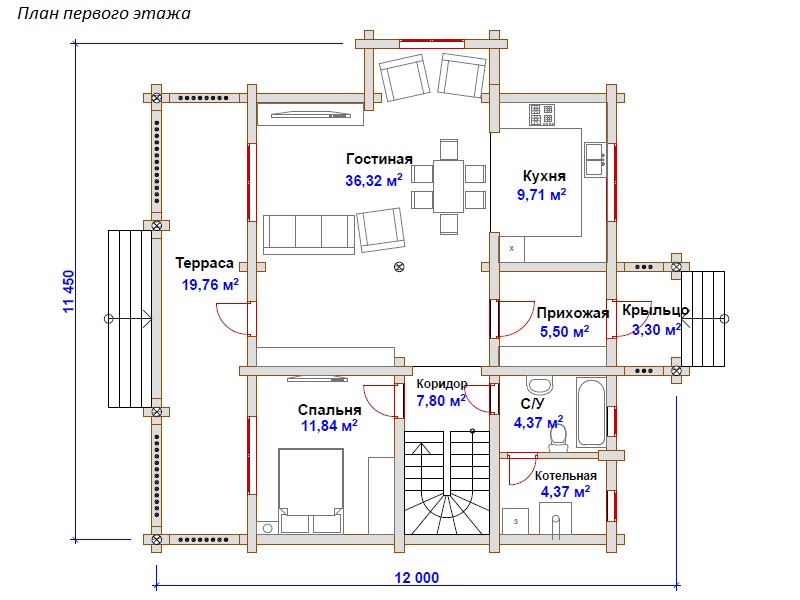 План первого этажа
Гостиная
36,32 м²
Кухня
9,71 м²
х
Терраса
19,76 м²
11 450
Прихожая
5,50 м²
Крыльцо
3,30 м²
Коридор
7,80 м²
Спальня
11,84 м²
С/У
4,37 м²
Котельная
4,37 м²
3
12 000